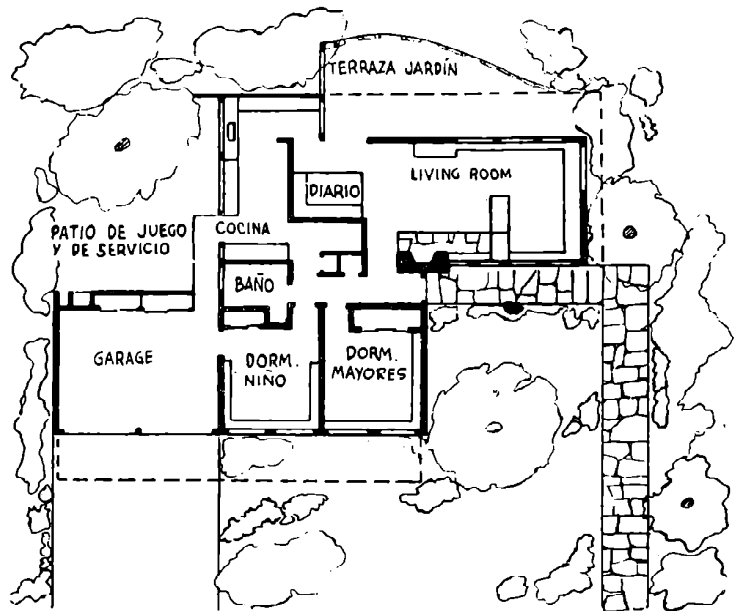 TERRAZA JARDÍN
LIVING ROOM
DIARIO
PATIO DE JUEGO
Y DE SERVICIO
COCINA
BAÑO
GARAGE
DORM.
NIÑO
DORM.
MAYORES